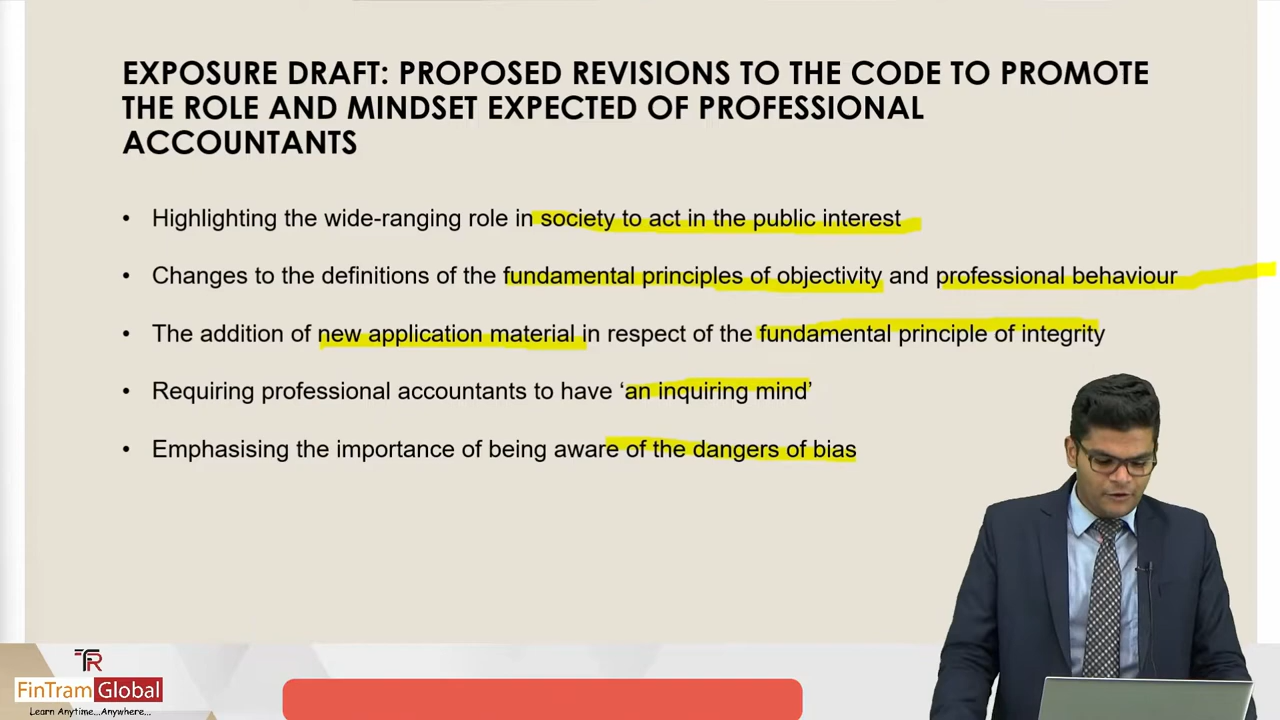 EXPOSURE DRAFT: PROPOSED REVISIONS TO THE CODE TO PROMOTE
THE ROLE AND MINDSET EXPECTED OF PROFESSIONAL
ACCOUNTANTS
• Highlighting the wide-ranging role in society to act in the public interest
• Changes to the definitions of the fundamental principles of objectivity and professional behaviour
• The addition of new application material in respect of the fundamental principle of integrity
• Requiring professional accountants to have ‘an inquiring mind’
• Emphasising the importance of being aware of the dangers of bias
FinTram Global
Learn Anytime...Anywhere...